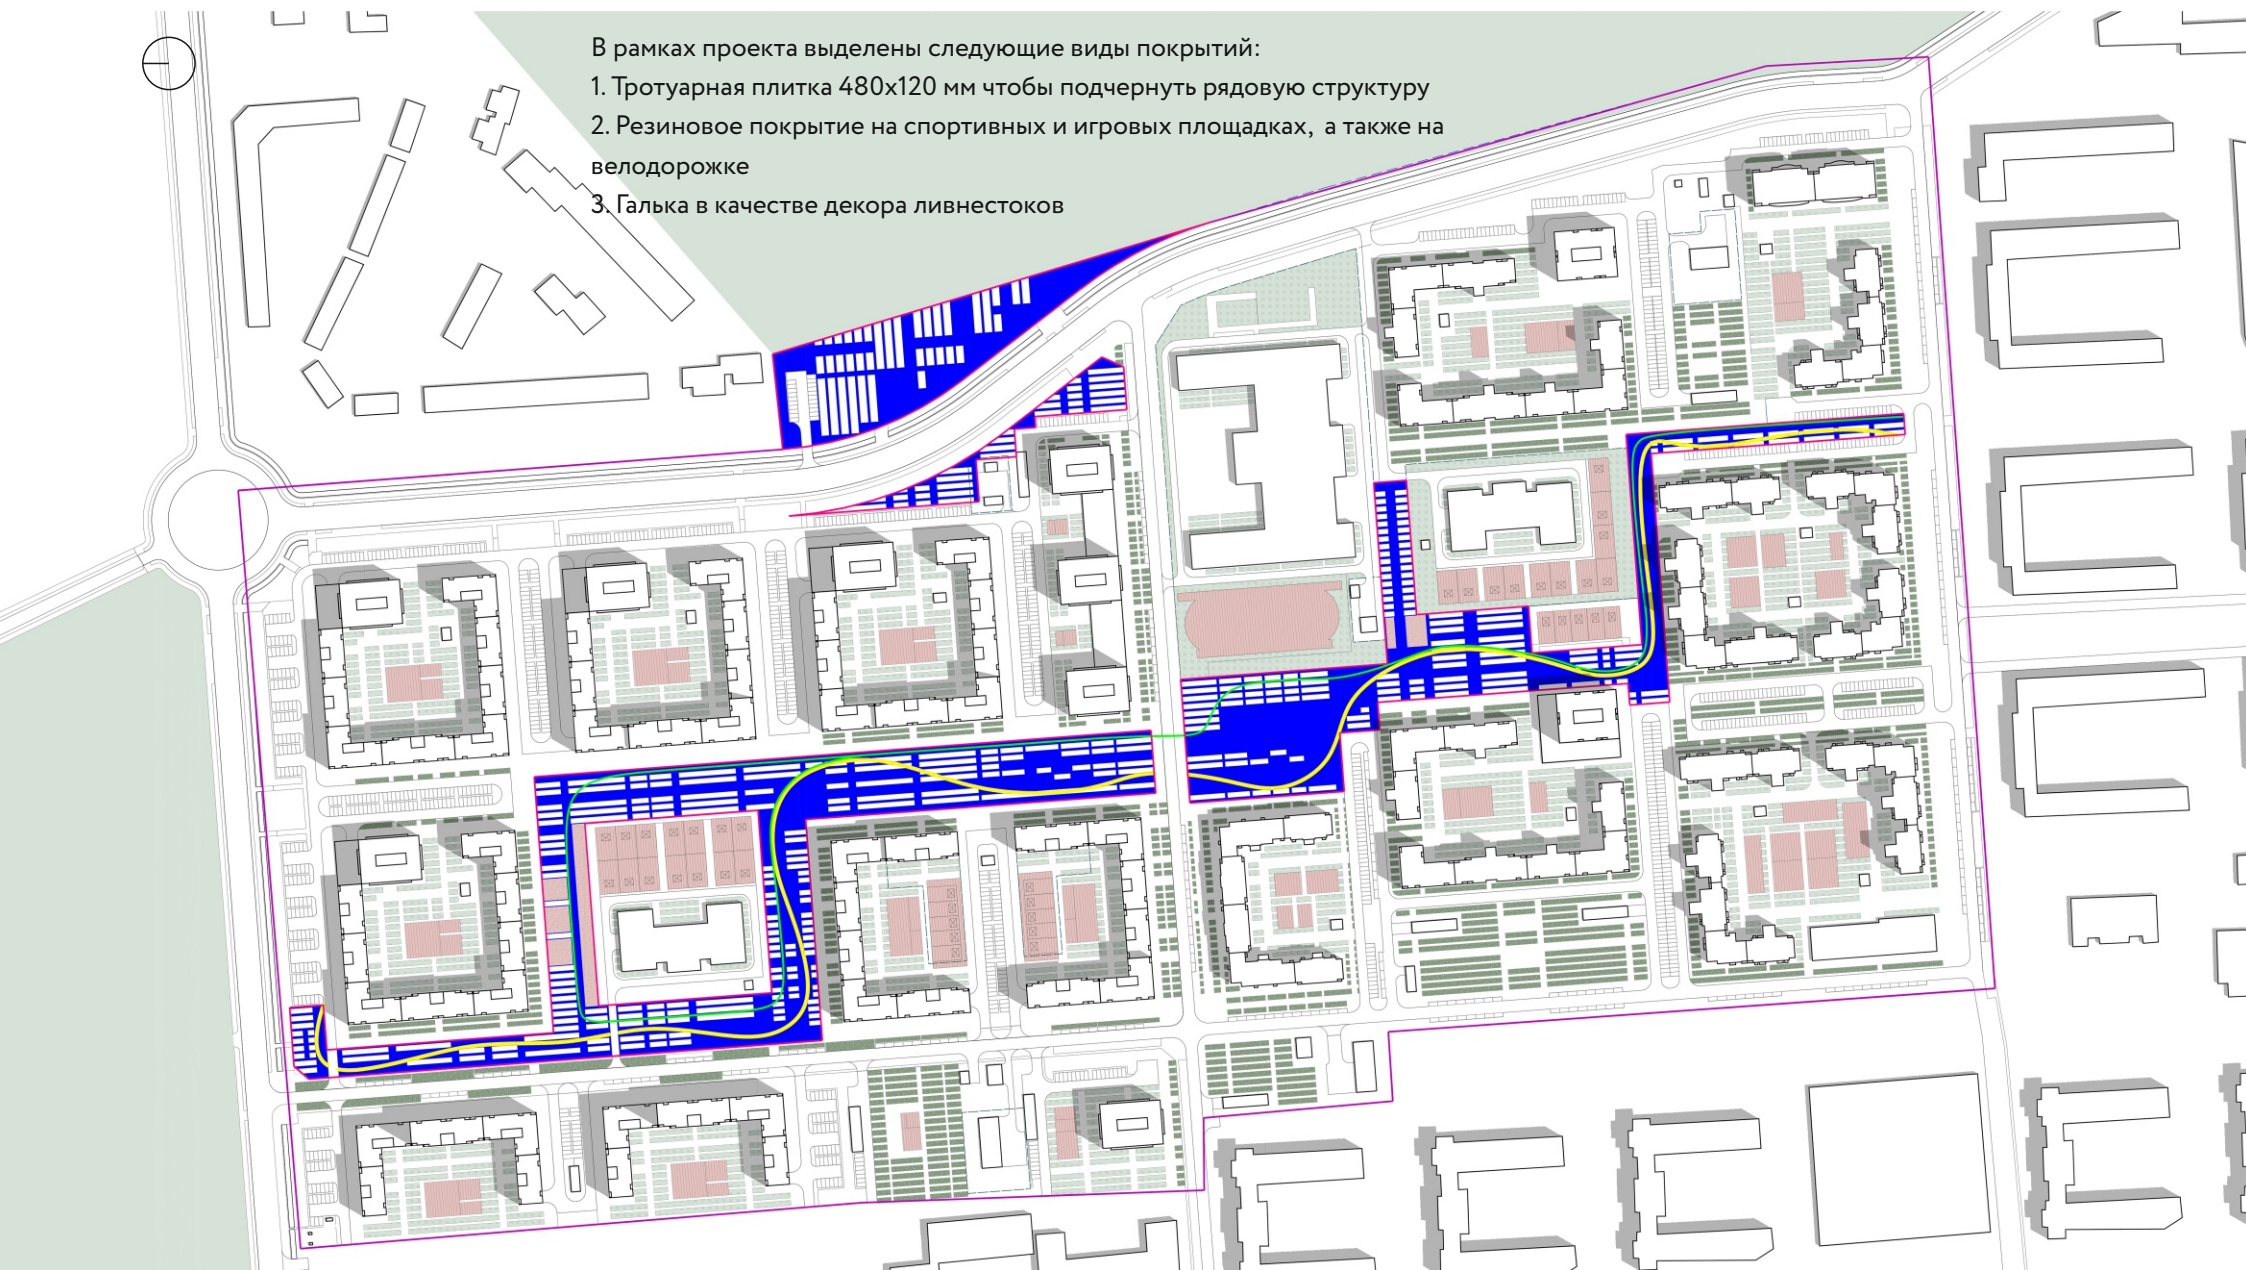 В рамках проекта выделены следующие виды покрытий:
1. Тротуарная плитка 480х120 мм чтобы подчернуть рядовую структуру
2. Резиновое покрытие на спортивных и игровых площадках, а также на
велодорожке
3. Галька в качестве декора ливнестоков